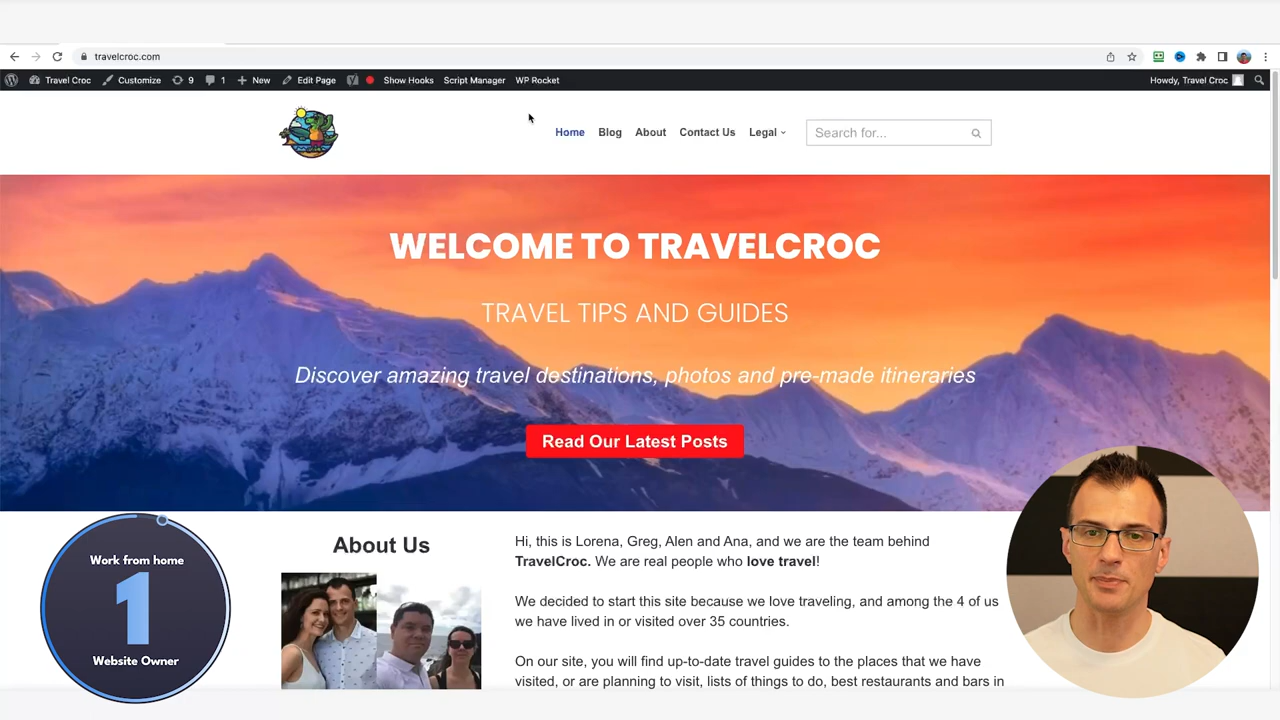 travelcroc.com
Travel Croc Customize 9 1 New Edit Page Show Hooks Script Manager WP Rocket Howdy, Travel Croc
Home Blog About Contact Us Legal Search for...
WELCOME TO TRAVELCROC
TRAVEL TIPS AND GUIDES
Discover amazing travel destinations, photos and pre-made itineraries
Read Our Latest Posts
About Us
Hi, this is Lorena, Greg, Alen and Ana, and we are the team behind
TravelCroc. We are real people who love travel!
We decided to start this site because we love traveling, and among the 4 of us
we have lived in or visited over 35 countries.
On our site, you will find up-to-date travel guides to the places that we have
visited, or are planning to visit, lists of things to do, best restaurants and bars in
Work from home
1
Website Owner